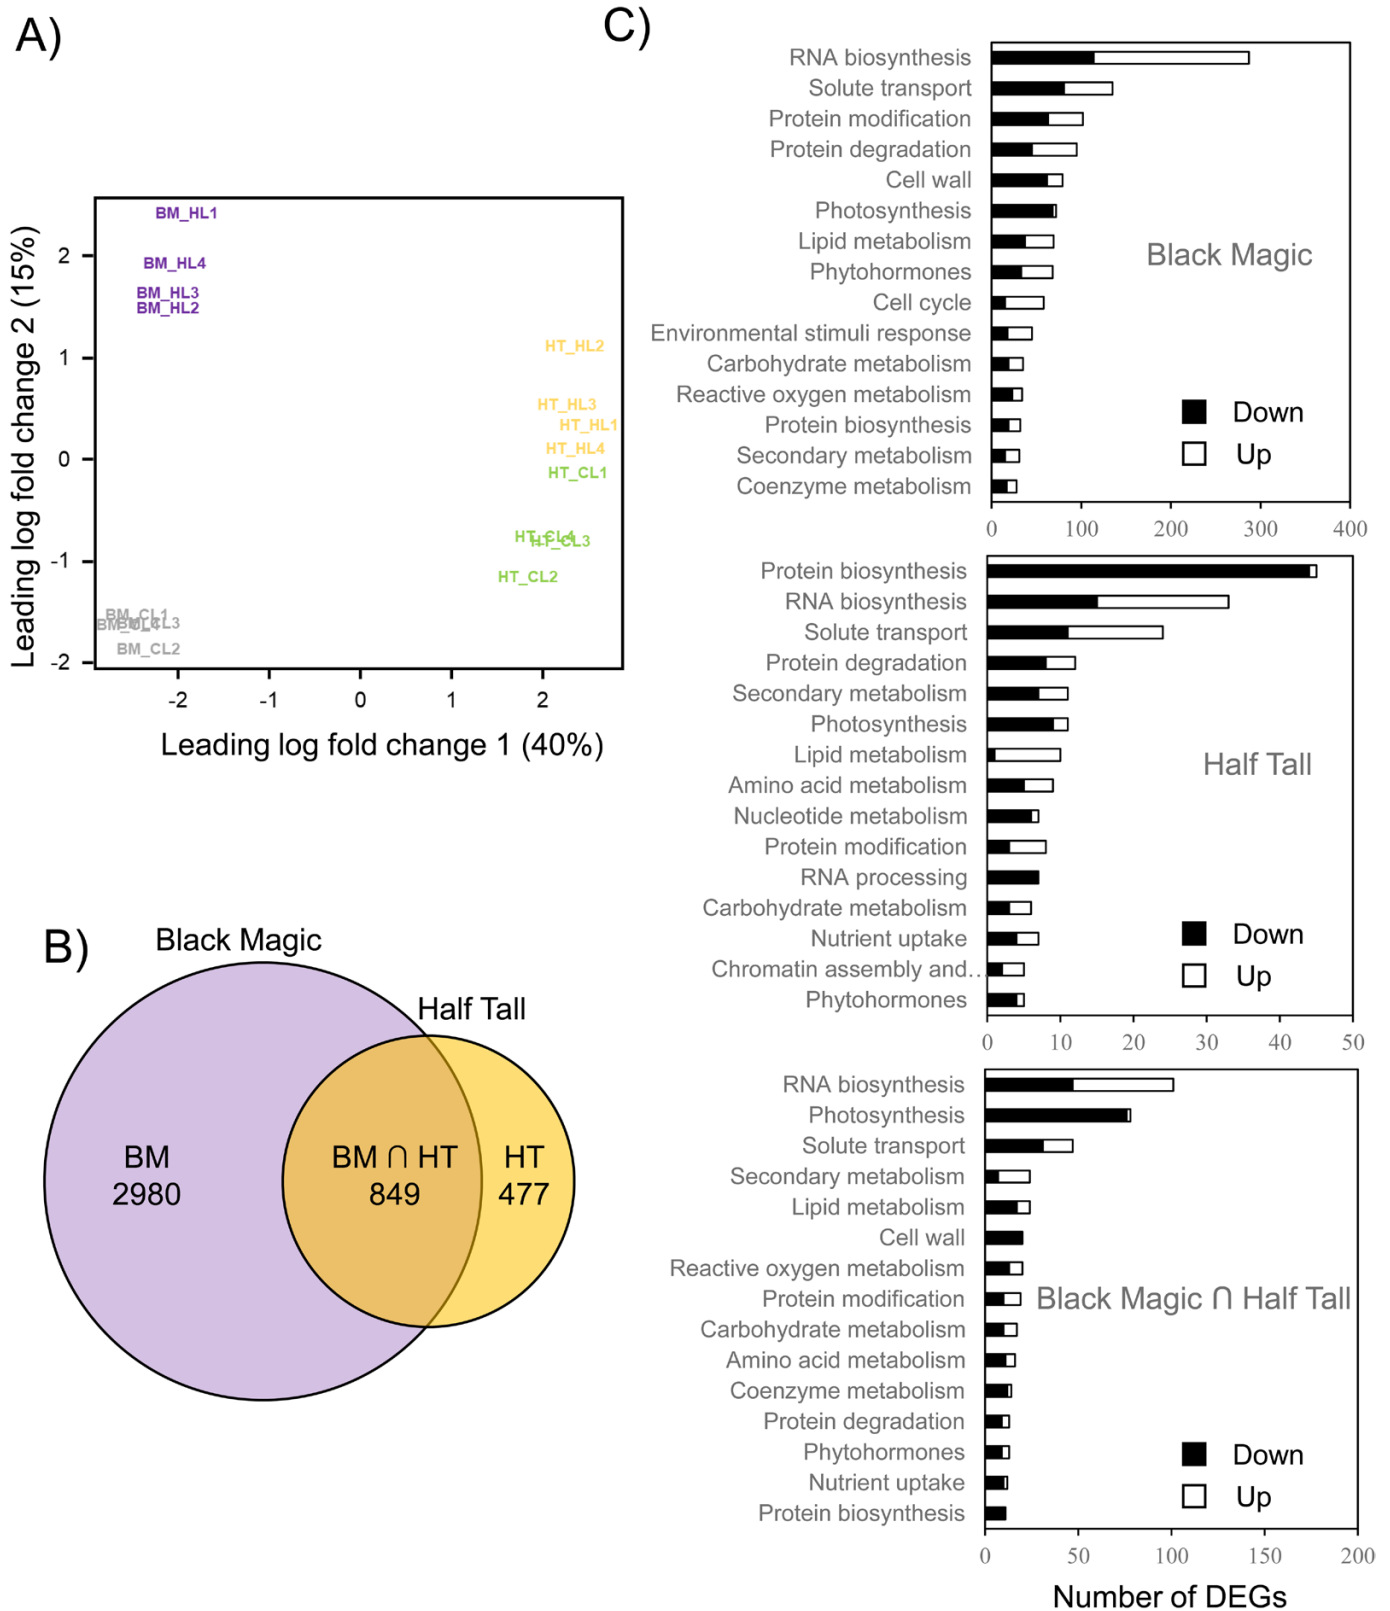 A)
Leading log fold change 2 (15%)
2
1
0
-1
-2
BM_HL1
BM_HL4
BM_HL3
BM_HL2
HT_HL2
HT_HL3
HT_HL1
HT_HL4
HT_CL1
HT_CL4
HT_CL3
HT_CL2
BM_CL1
BM_CL4
BM_CL3
BM_CL2
-2
-1
0
1
2
Leading log fold change 1 (40%)
B)
Black Magic
Half Tall
BM
2980
BM ∩ HT
849
HT
477
C)
RNA biosynthesis
Solute transport
Protein modification
Protein degradation
Cell wall
Photosynthesis
Lipid metabolism
Phytohormones
Cell cycle
Environmental stimuli response
Carbohydrate metabolism
Reactive oxygen metabolism
Protein biosynthesis
Secondary metabolism
Coenzyme metabolism
Black Magic
Down
Up
0
100
200
300
400
Protein biosynthesis
RNA biosynthesis
Solute transport
Protein degradation
Secondary metabolism
Photosynthesis
Lipid metabolism
Amino acid metabolism
Nucleotide metabolism
Protein modification
RNA processing
Carbohydrate metabolism
Nutrient uptake
Chromatin assembly and…
Phytohormones
Half Tall
Down
Up
0
10
20
30
40
50
RNA biosynthesis
Photosynthesis
Solute transport
Secondary metabolism
Lipid metabolism
Cell wall
Reactive oxygen metabolism
Protein modification
Carbohydrate metabolism
Amino acid metabolism
Coenzyme metabolism
Protein degradation
Phytohormones
Nutrient uptake
Protein biosynthesis
Black Magic ∩ Half Tall
Down
Up
0
50
100
150
200
Number of DEGs